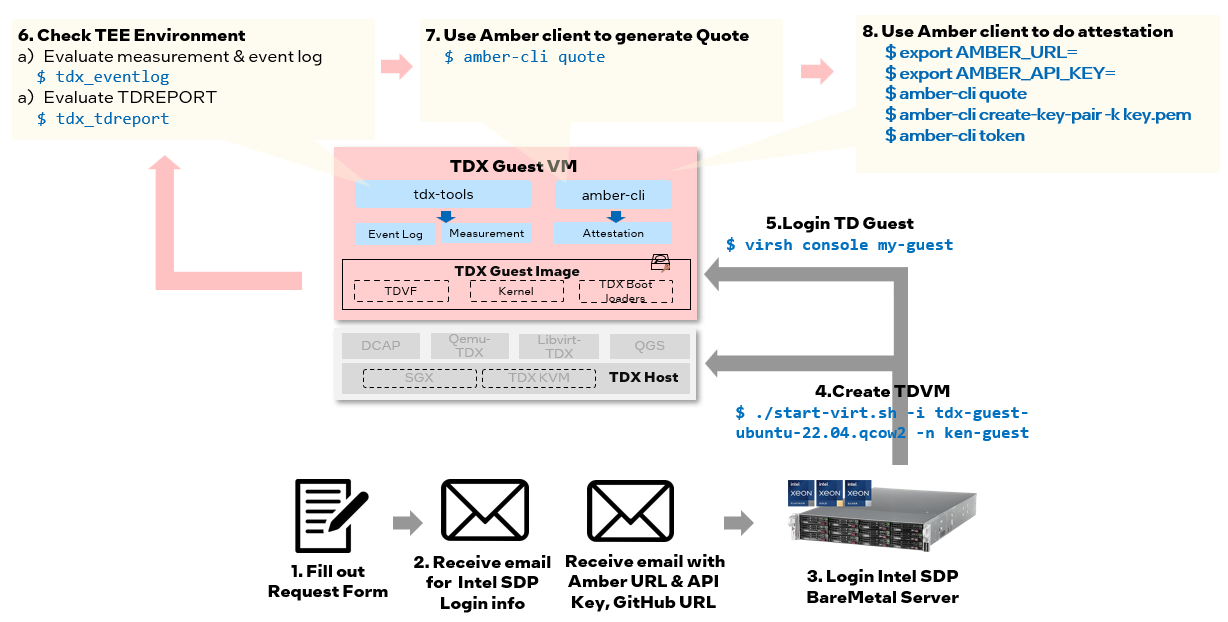 6. Check TEE Environment
a) Evaluate measurement & event log
$ tdx_eventlog
a) Evaluate TDREPORT
$ tdx_tdreport
7. Use Amber client to generate Quote
$ amber-cli quote
8. Use Amber client to do attestation
$ export AMBER_URL=
$ export AMBER_API_KEY=
$ amber-cli quote
$ amber-cli create-key-pair -k key.pem
$ amber-cli token
TDX Guest VM
tdx-tools
amber-cli
Event Log
Measurement
Attestation
TDX Guest Image
TDVF
Kernel
TDX Boot
loaders
DCAP
Qemu-
TDX
Libvirt-
TDX
QGS
SGX
TDX KVM
TDX Host
5.Login TD Guest
$ virsh console my-guest
4.Create TDVM
$ ./start-virt.sh -i tdx-guest-
ubuntu-22.04.qcow2 -n ken-guest
1. Fill out
Request Form
2. Receive email
for Intel SDP
Login info
Receive email with
Amber URL & API
Key, GitHub URL
intel
XEON
intel
XEON
intel
XEON
3. Login Intel SDP
BareMetal Server